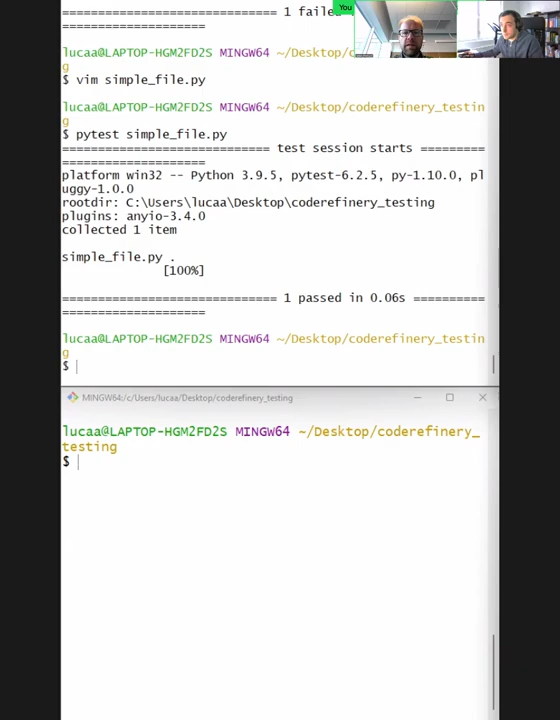 ============================== 1 faile
====================
You
lucaa@LAPTOP-HGM2FD2S MINGW64 ~/Desktop/c
g
$ vim simple_file.py
lucaa@LAPTOP-HGM2FD2S MINGW64 ~/Desktop/coderefinery_testin
g
$ pytest simple_file.py
============================= test session starts =========
====================
platform win32 -- Python 3.9.5, pytest-6.2.5, py-1.10.0, pl
uggy-1.0.0
rootdir: C:\Users\lucaa\Desktop\coderefinery_testing
plugins: anyio-3.4.0
collected 1 item
simple_file.py .
[100%]
============================== 1 passed in 0.06s ==========
====================
lucaa@LAPTOP-HGM2FD2S MINGW64 ~/Desktop/coderefinery_testin
g
$
MINGW64:/c/Users/lucaa/Desktop/coderefinery_testing
lucaa@LAPTOP-HGM2FD2S MINGW64 ~/Desktop/coderefinery_
testing
$